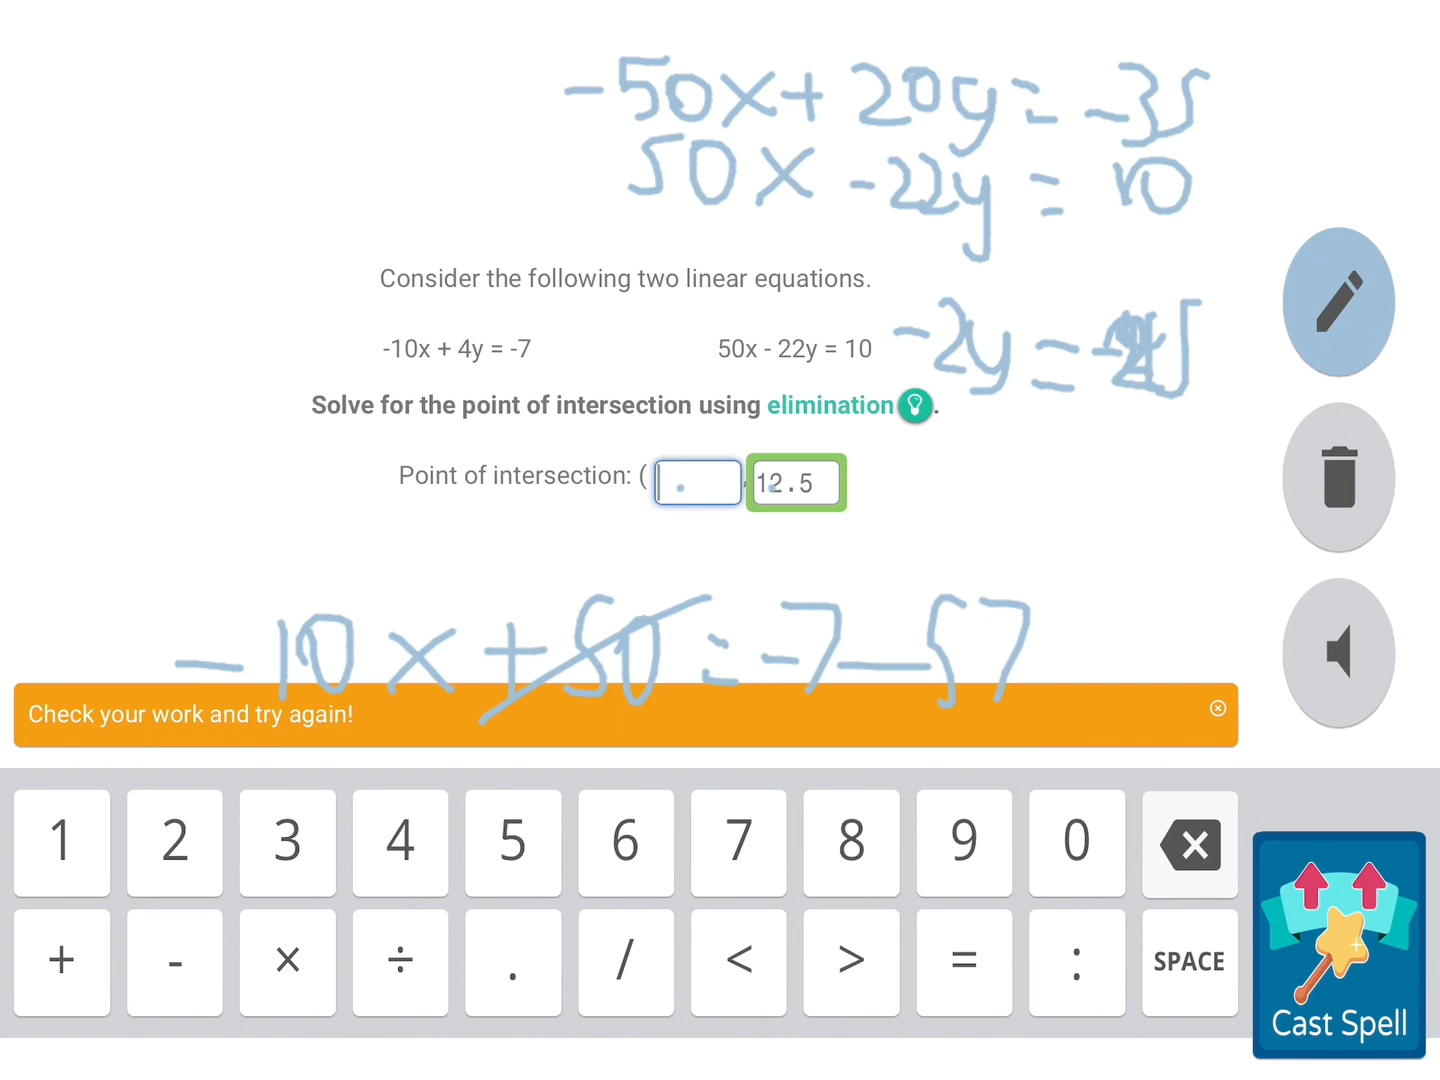 -50x + 20y = -35
50x - 22y = 10
Consider the following two linear equations.
-10x + 4y = -7 50x - 22y = 10
-2y =
Solve for the point of intersection using elimination.
Point of intersection: ( , 12.5
-10x +50 = -7-57
Check your work and try again!
1 2 3 4 5 6 7 8 9 0
+ - × ÷ . / < > = : SPACE
Cast Spell